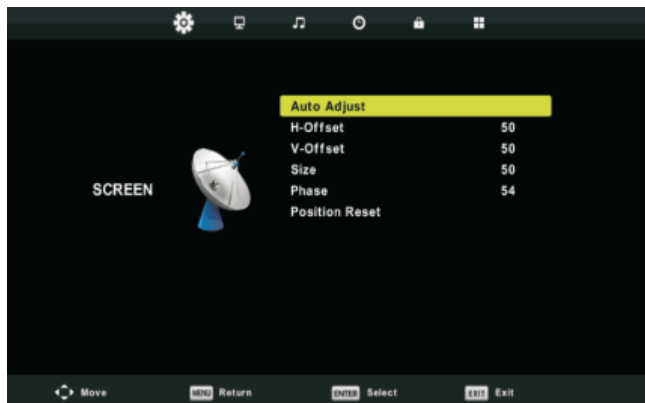 Auto Adjust
H-Offset 50
V-Offset 50
Size 50
SCREEN
Phase 54
Position Reset
Move MENU Return ENTER Select EXIT Exit